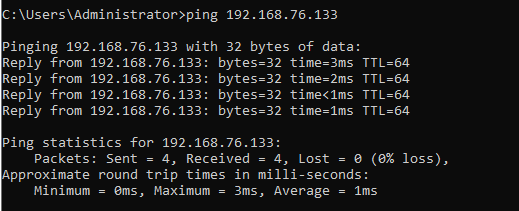 C:\Users\Administrator>ping 192.168.76.133
Pinging 192.168.76.133 with 32 bytes of data:
Reply from 192.168.76.133: bytes=32 time=3ms TTL=64
Reply from 192.168.76.133: bytes=32 time=2ms TTL=64
Reply from 192.168.76.133: bytes=32 time<1ms TTL=64
Reply from 192.168.76.133: bytes=32 time=1ms TTL=64
Ping statistics for 192.168.76.133:
    Packets: Sent = 4, Received = 4, Lost = 0 (0% loss),
Approximate round trip times in milli-seconds:
    Minimum = 0ms, Maximum = 3ms, Average = 1ms